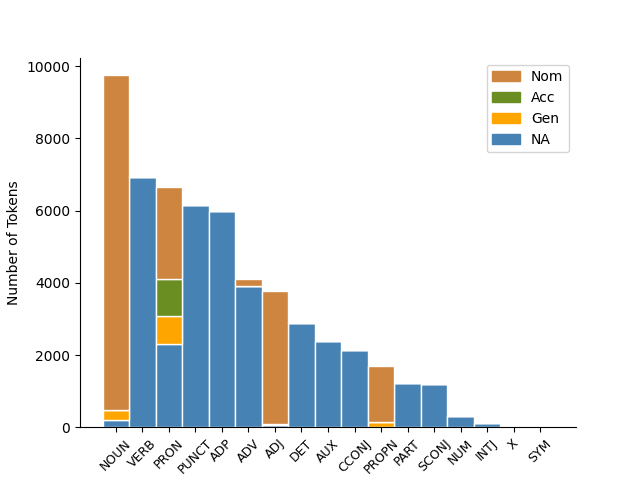 10000
8000
6000
4000
2000
0
Number of Tokens
Nom
Acc
Gen
NA
NOUN
VERB
PRON
PUNCT
ADP
ADV
ADJ
DET
AUX
CCONJ
PROPN
PART
SCONJ
NUM
INTJ
X
SYM